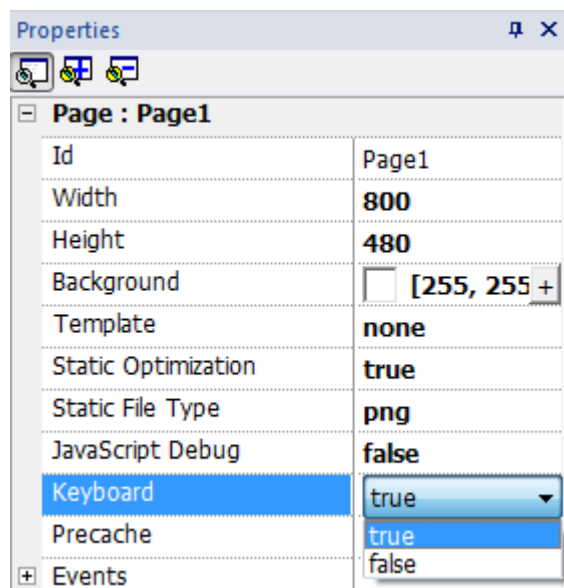 Properties
Page : Page1
Id Page1
Width 800
Height 480
Background [255, 255 +
Template none
Static Optimization true
Static File Type png
JavaScript Debug false
Keyboard true
Precache true
Events false